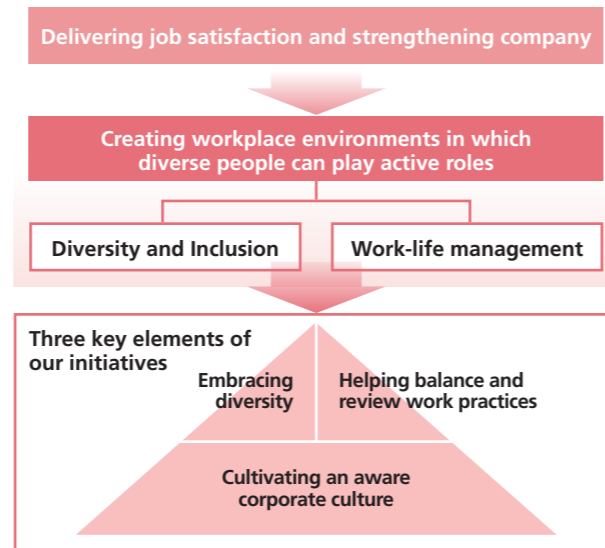 Delivering job satisfaction and strengthening company
Creating workplace environments in which
diverse people can play active roles
Diversity and Inclusion
Work-life management
Three key elements of
our initiatives
Embracing
diversity
Helping balance and
review work practices
Cultivating an aware
corporate culture